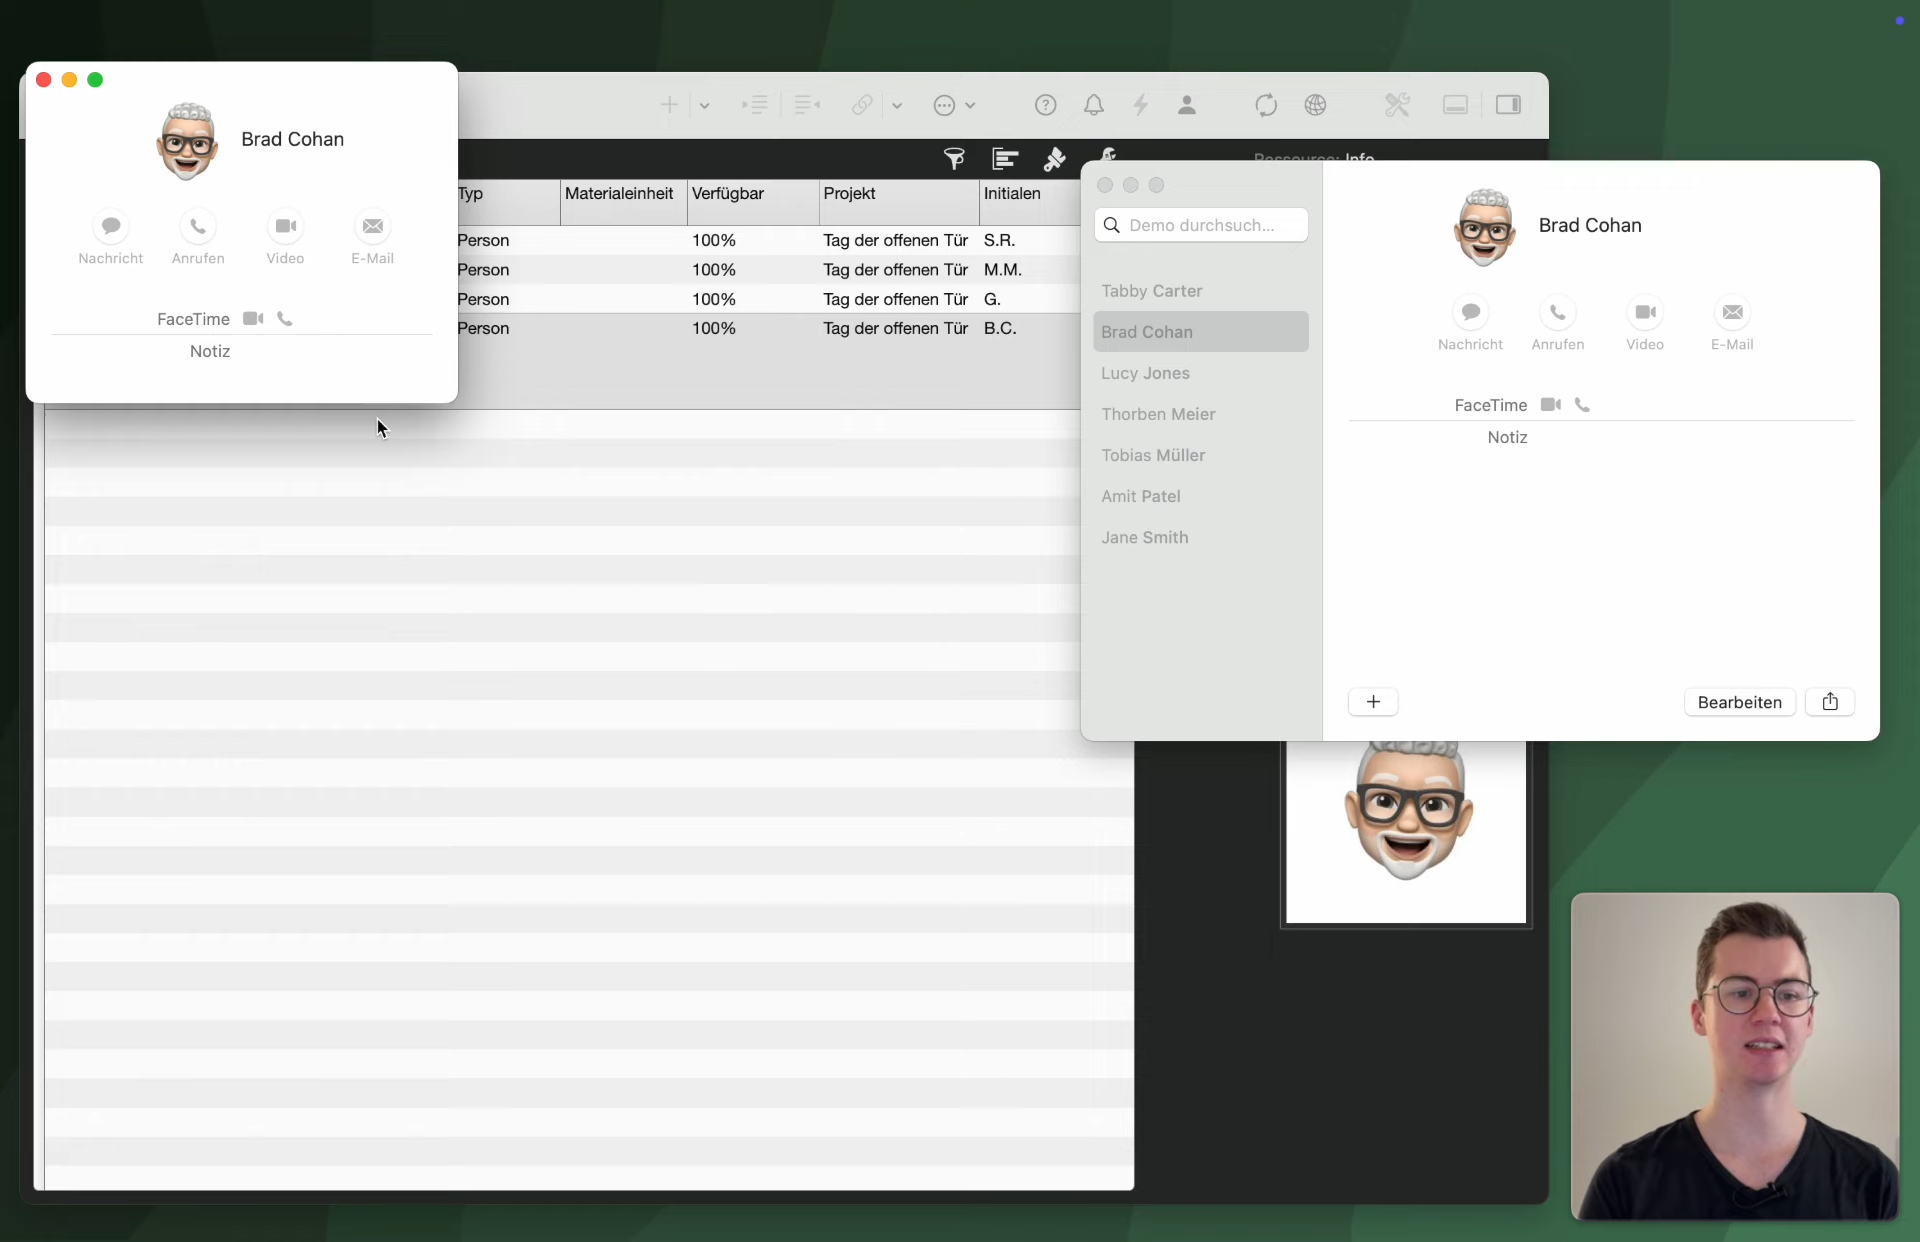 Brad Cohan
Nachricht Anrufen Video E-Mail
FaceTime
Notiz
Ressource: Info
Typ Materialeinheit Verfügbar Projekt Initialen
Person 100% Tag der offenen Tür S.R.
Person 100% Tag der offenen Tür M.M.
Person 100% Tag der offenen Tür G.
Person 100% Tag der offenen Tür B.C.
Demo durchsuch...
Tabby Carter
Brad Cohan
Lucy Jones
Thorben Meier
Tobias Müller
Amit Patel
Jane Smith
Brad Cohan
Nachricht Anrufen Video E-Mail
FaceTime
Notiz
Bearbeiten